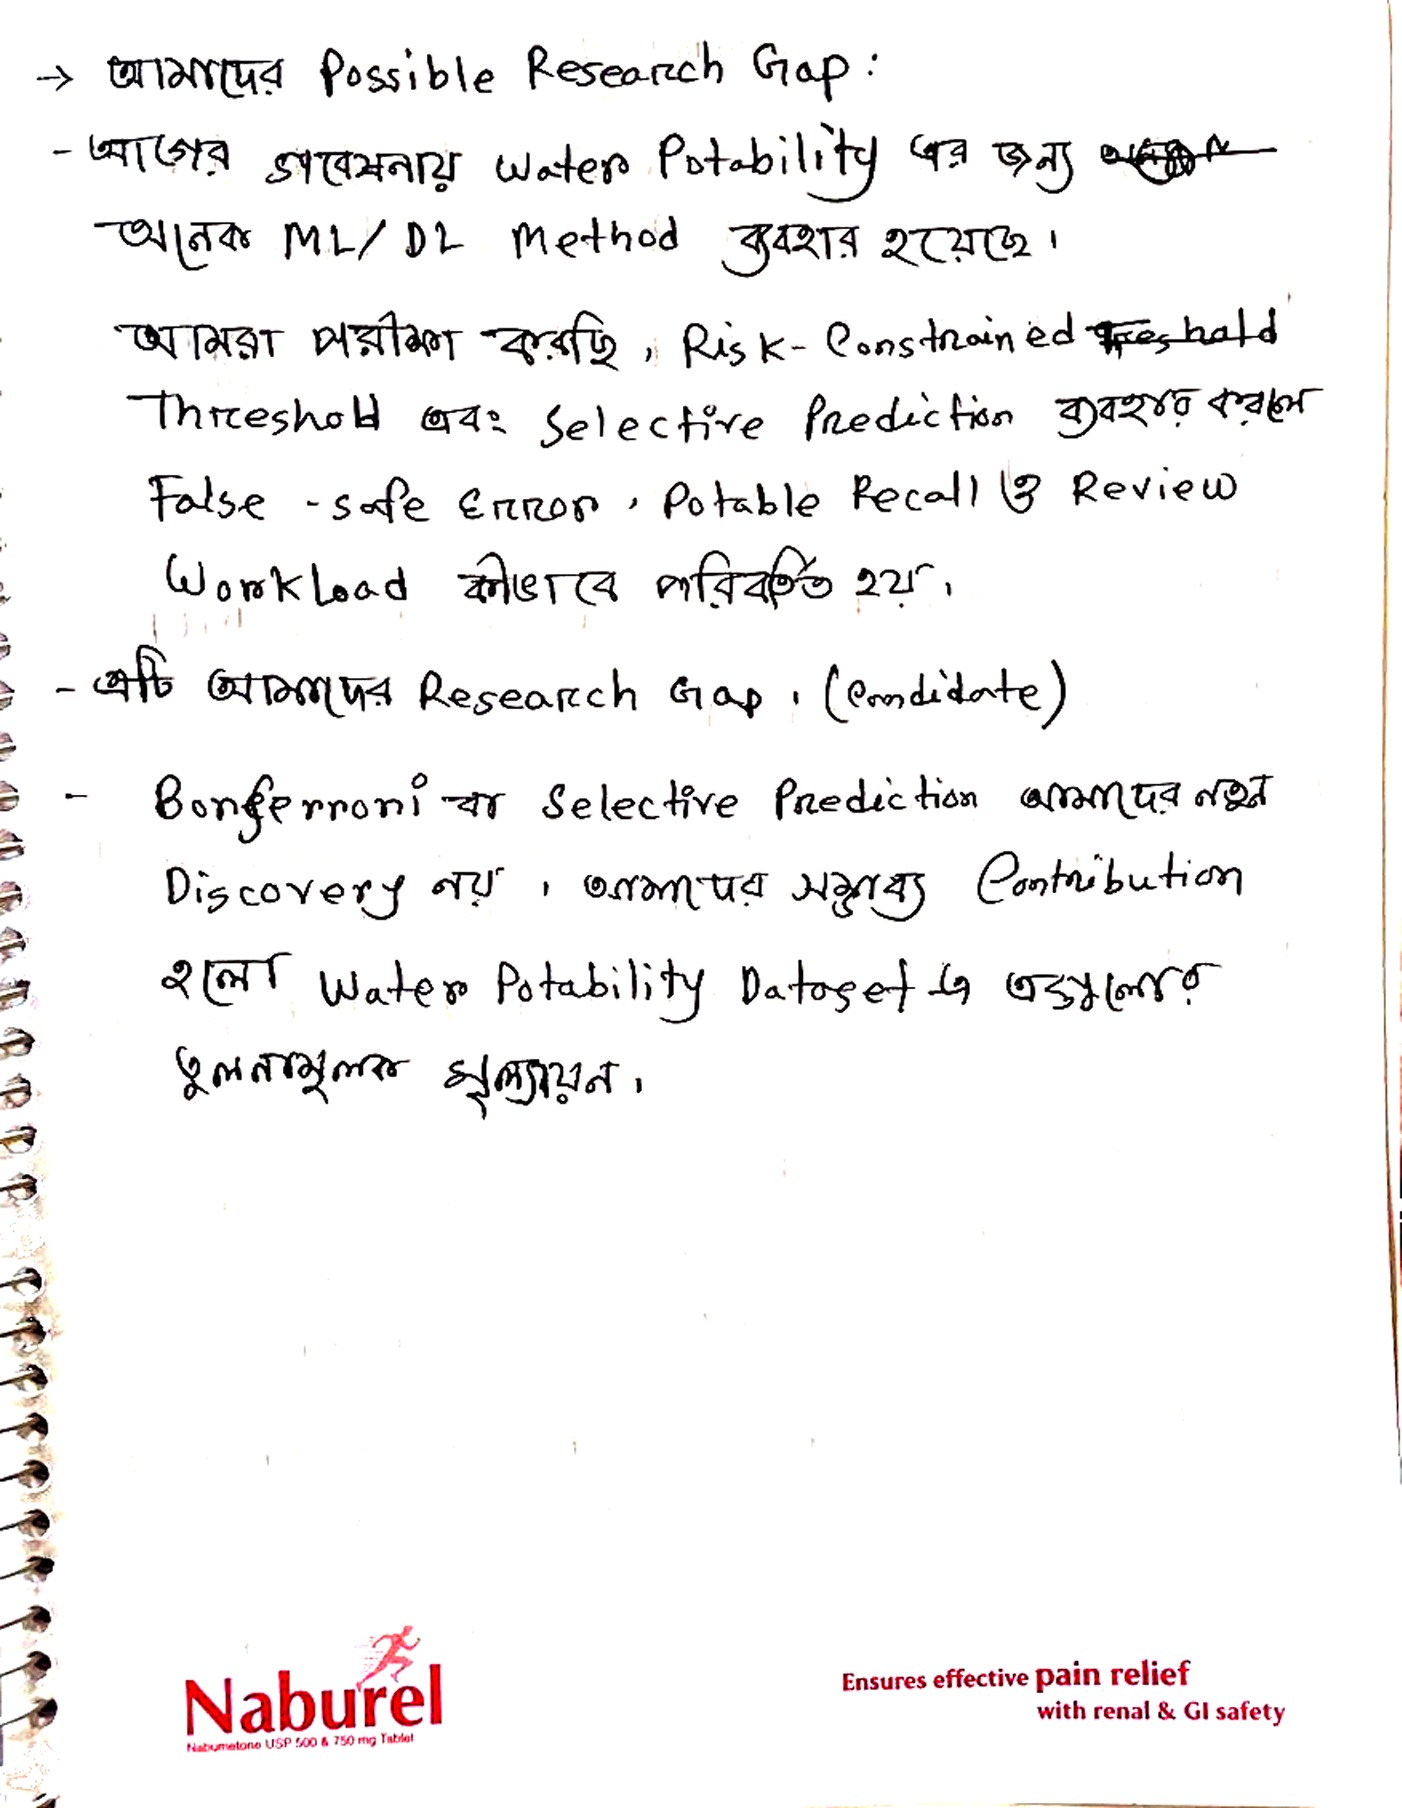 → আমাদের Possible Research Gap:
- আগের গবেষনায় Water Potability এর জন্য
অনেক ML/DL Method ব্যবহার হয়েছে।
আমরা পরীক্ষা করছি, Risk-Constrained Treshold
Threshold এবং Selective Prediction ব্যবহার করলে
False-safe Error, Potable Recall ও Review
Workload কীভাবে পরিবর্তিত হয়।
- এটি আমাদের Research Gap. (Candidate)
- Bonferroni বা Selective Prediction আমাদের নতুন
Discovery নয়, আমাদের সম্ভাব্য Contribution
হলো Water Potability Dataset এ এগুলোর
তুলনামূলক মূল্যায়ন।
Naburel
Nabumetone USP 500 & 750 mg Tablet
Ensures effective pain relief
with renal & GI safety